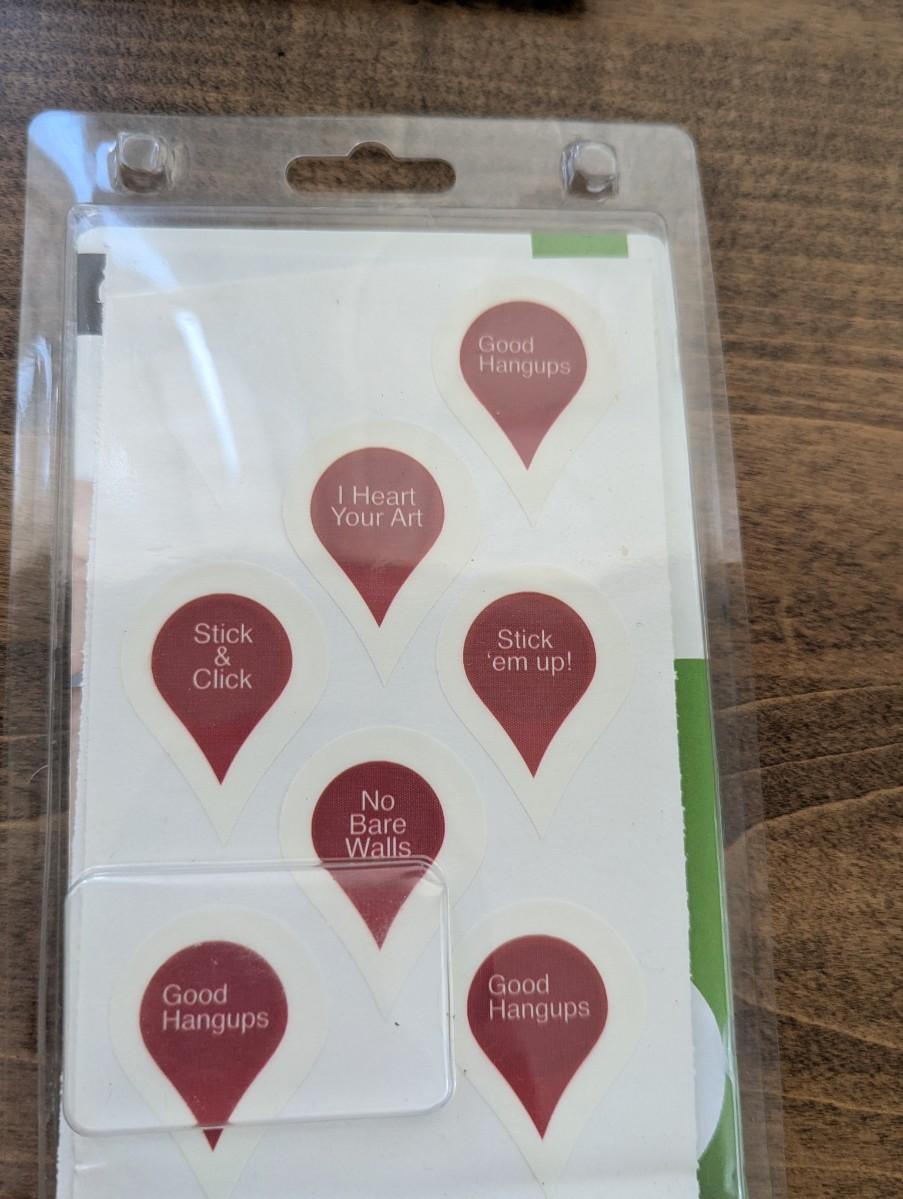 Good
Hangups
I Heart
Your Art
Stick
&
Click
Stick
‘em up!
No
Bare
Walls
Good
Hangups
Good
Hangups